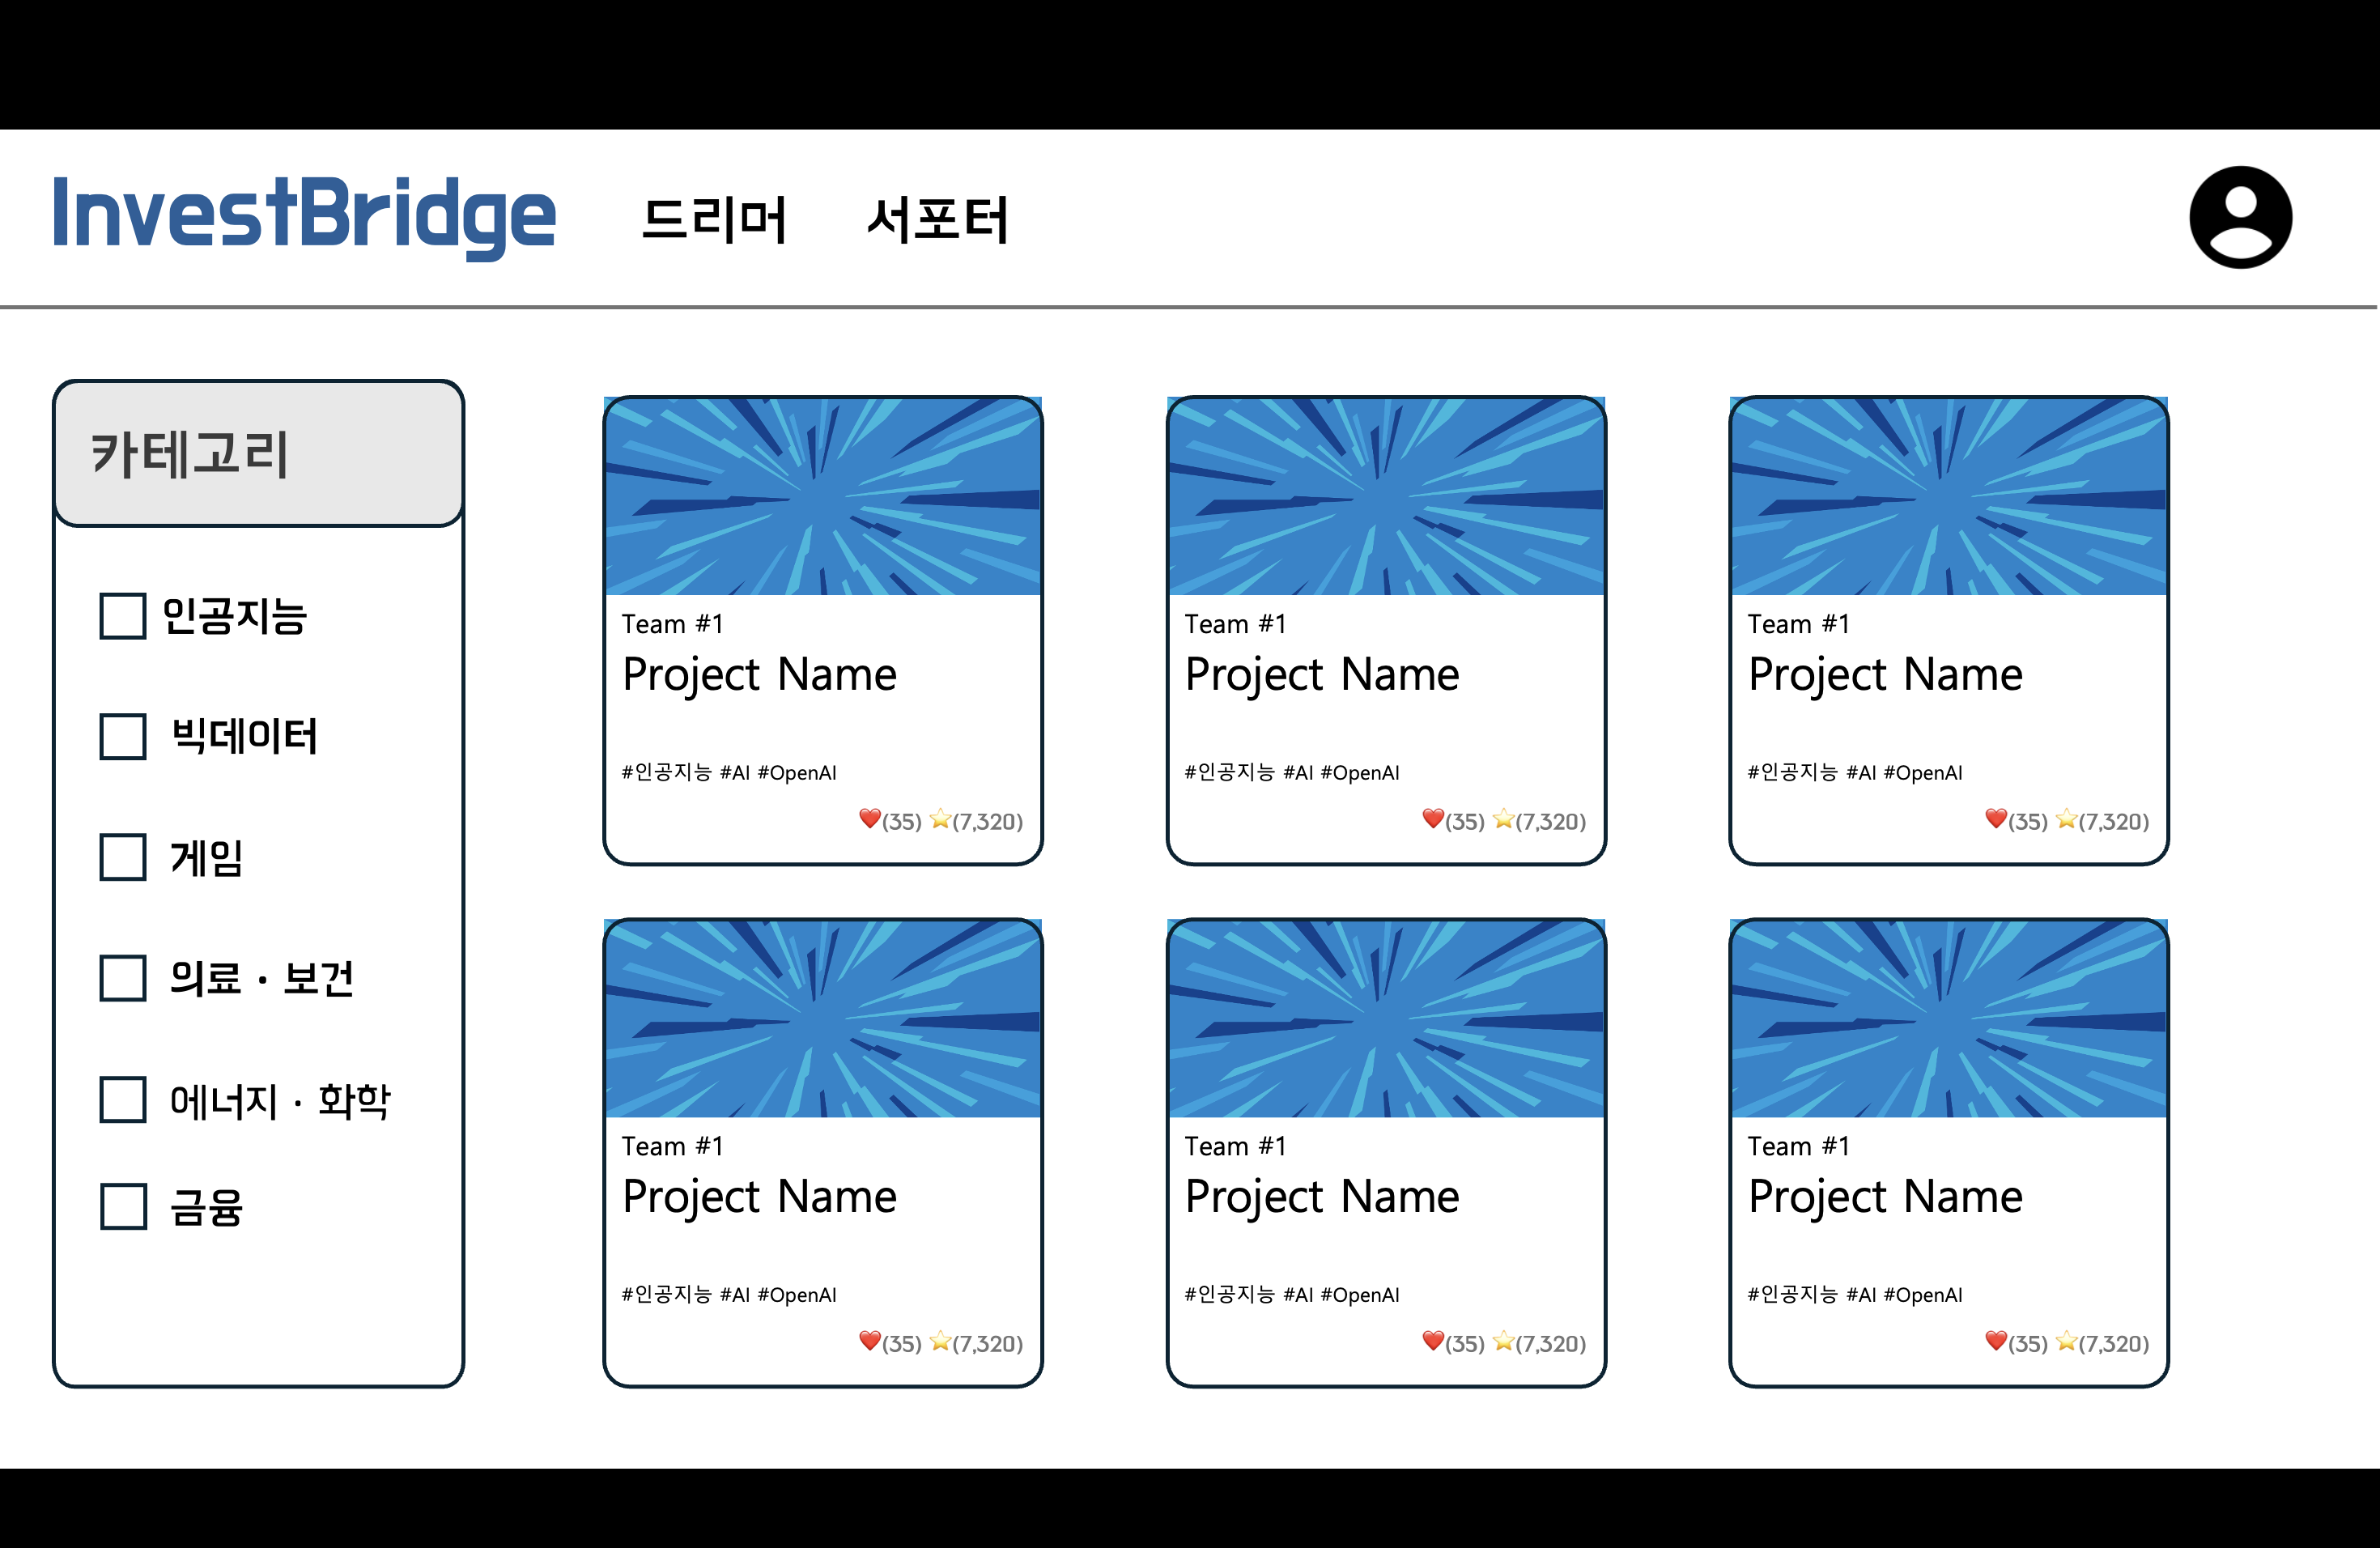 InvestBridge 드리머 서포터
카테고리
인공지능
빅데이터
게임
의료 · 보건
에너지 · 화학
금융
Team #1
Project Name
#인공지능 #AI #OpenAI
❤️(35) ⭐(7,320)
Team #1
Project Name
#인공지능 #AI #OpenAI
❤️(35) ⭐(7,320)
Team #1
Project Name
#인공지능 #AI #OpenAI
❤️(35) ⭐(7,320)
Team #1
Project Name
#인공지능 #AI #OpenAI
❤️(35) ⭐(7,320)
Team #1
Project Name
#인공지능 #AI #OpenAI
❤️(35) ⭐(7,320)
Team #1
Project Name
#인공지능 #AI #OpenAI
❤️(35) ⭐(7,320)